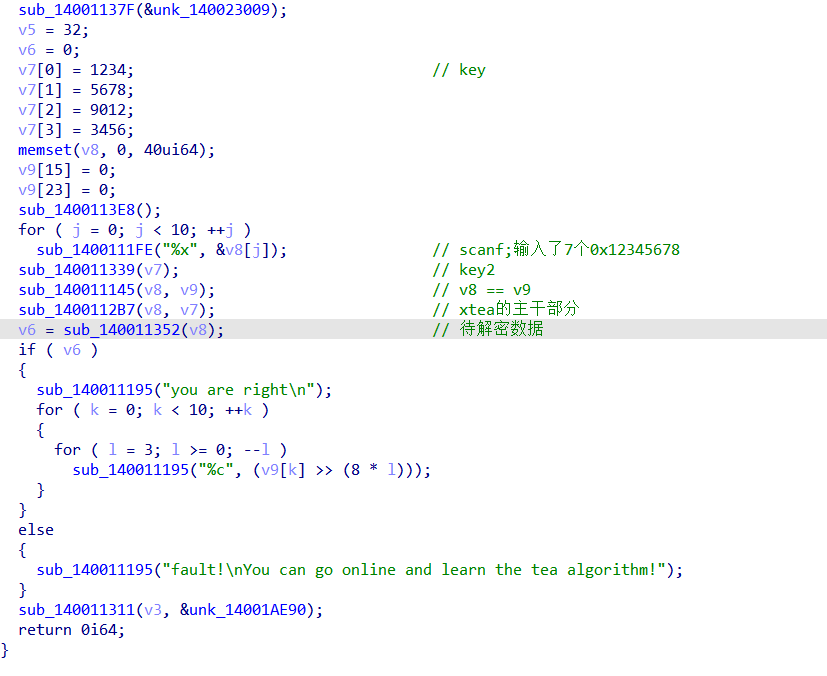 sub_14001137F(&unk_140023009);
v5 = 32;
v6 = 0;
v7[0] = 1234; // key
v7[1] = 5678;
v7[2] = 9012;
v7[3] = 3456;
memset(v8, 0, 40ui64);
v9[15] = 0;
v9[23] = 0;
sub_1400113E8();
for ( j = 0; j < 10; ++j )
sub_1400111FE("%x", &v8[j]); // scanf;输入了7个0x12345678
sub_140011339(v7); // key2
sub_140011145(v8, v9); // v8 == v9
sub_1400112B7(v8, v7); // xtea的主干部分
v6 = sub_140011352(v8); // 待解密数据
if ( v6 )
{
sub_140011195("you are right\n");
for ( k = 0; k < 10; ++k )
{
for ( l = 3; l >= 0; --l )
sub_140011195("%c", (v9[k] >> (8 * l)));
}
}
else
{
sub_140011195("fault!\nYou can go online and learn the tea algorithm!");
}
sub_140011311(v3, &unk_14001AE90);
return 0i64;
}